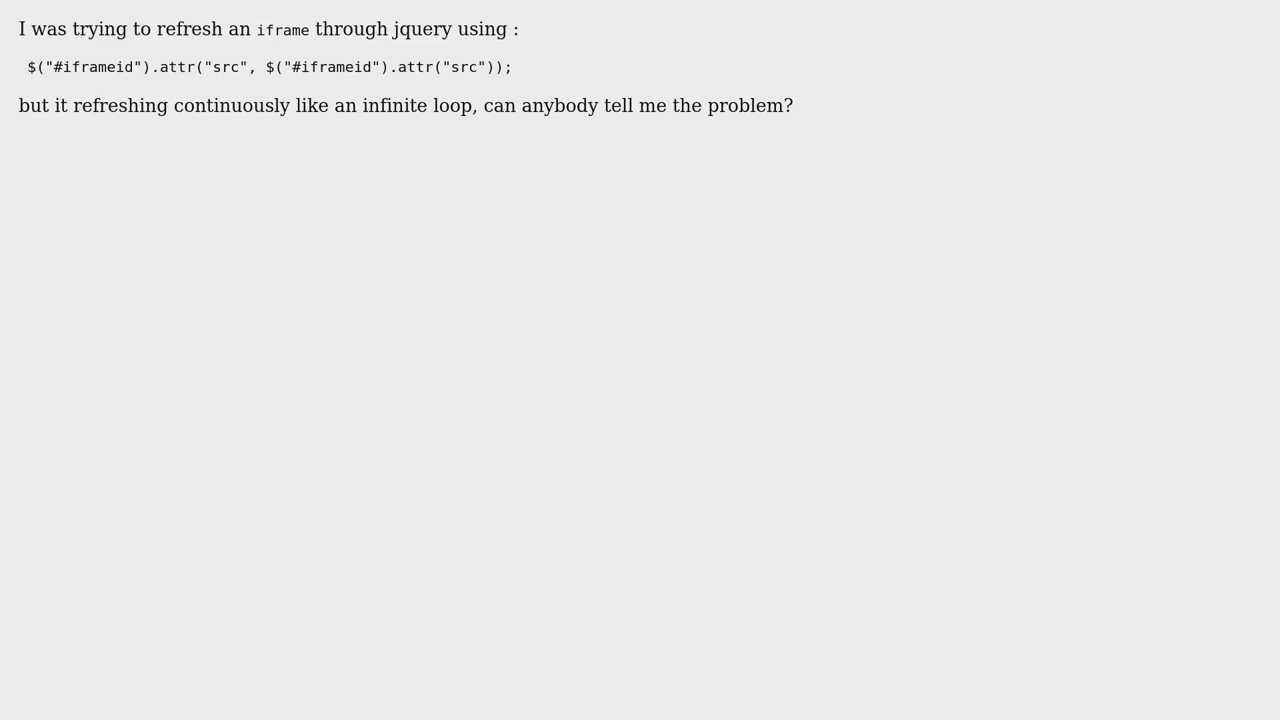 I was trying to refresh an iframe through jquery using :
$("#iframeid").attr("src", $("#iframeid").attr("src"));
but it refreshing continuously like an infinite loop, can anybody tell me the problem?